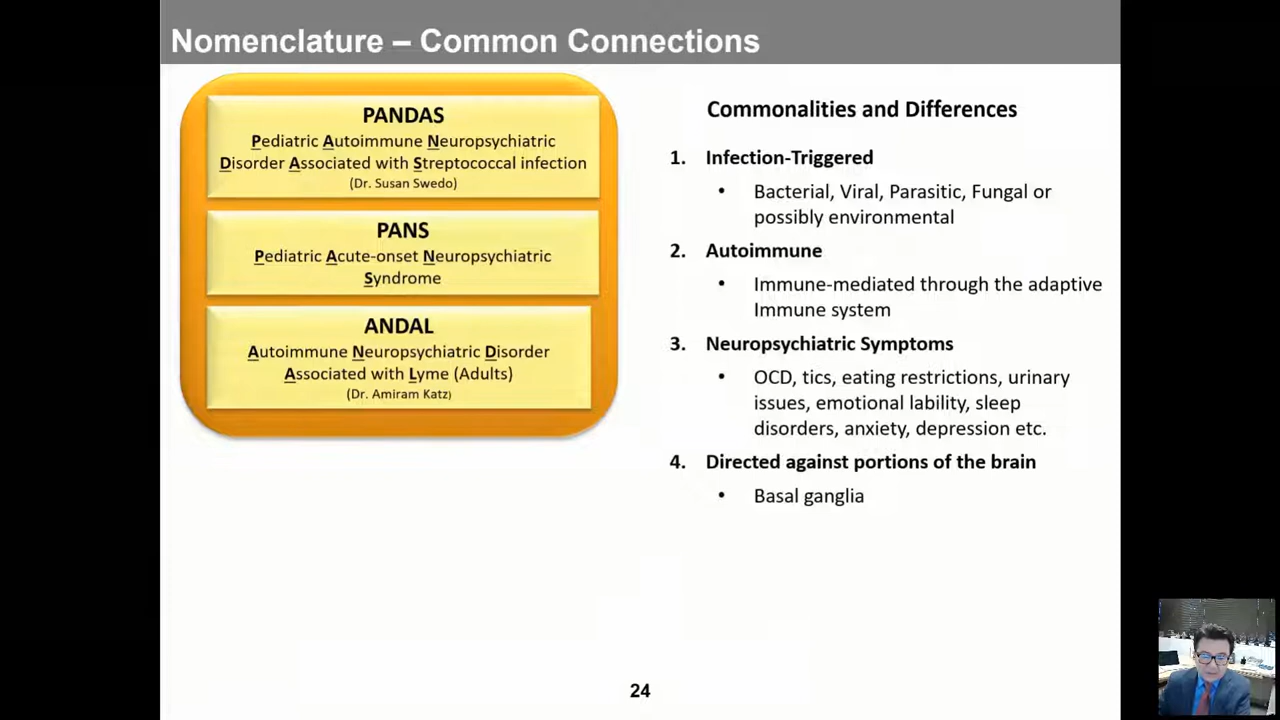 Nomenclature – Common Connections
PANDAS
Pediatric Autoimmune Neuropsychiatric
Disorder Associated with Streptococcal infection
(Dr. Susan Swedo)
PANS
Pediatric Acute-onset Neuropsychiatric
Syndrome
ANDAL
Autoimmune Neuropsychiatric Disorder
Associated with Lyme (Adults)
(Dr. Amiram Katz)
Commonalities and Differences
1. Infection-Triggered
• Bacterial, Viral, Parasitic, Fungal or
possibly environmental
2. Autoimmune
• Immune-mediated through the adaptive
Immune system
3. Neuropsychiatric Symptoms
• OCD, tics, eating restrictions, urinary
issues, emotional lability, sleep
disorders, anxiety, depression etc.
4. Directed against portions of the brain
• Basal ganglia
24